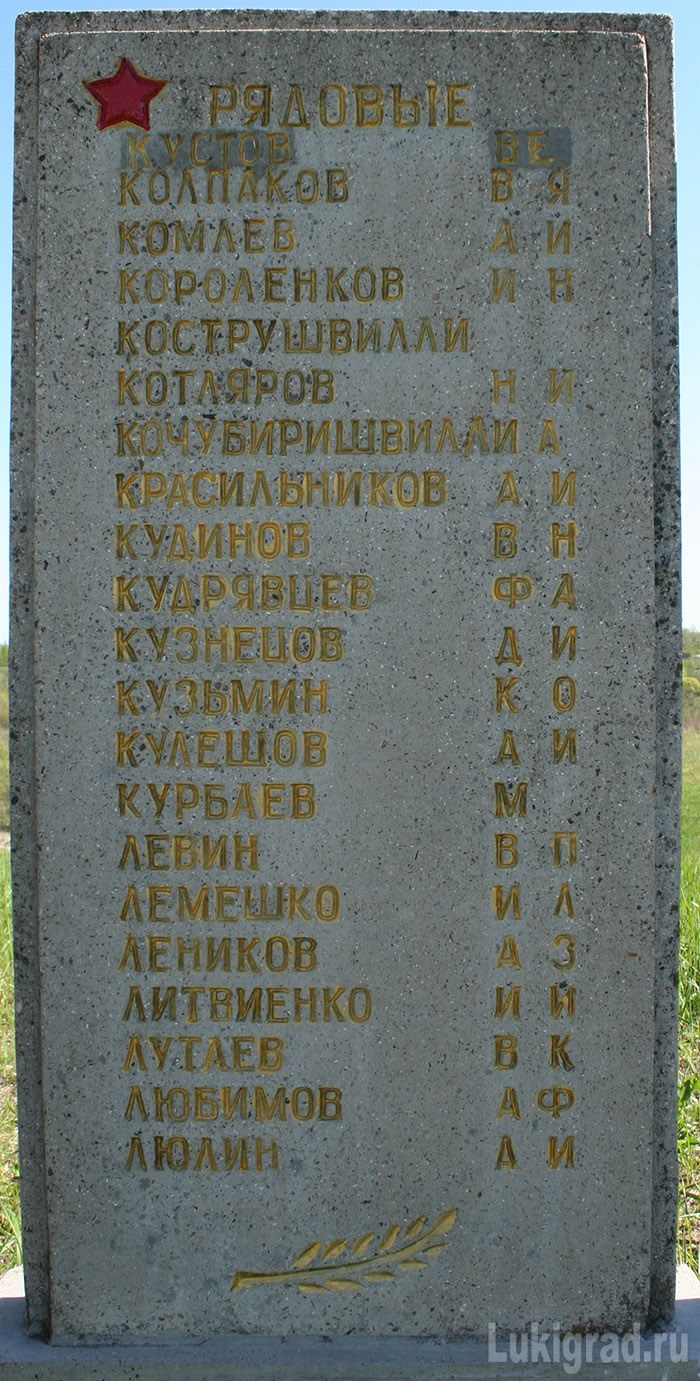 РЯДОВЫЕ
КУСТОВ В Е
КОЛПАКОВ В Я
КОМЛЕВ А И
КОРОЛЕНКОВ И Н
КОСТРУШВИЛЛИ
КОТЛЯРОВ Н И
КОЧУБИРИШВИЛЛИ А
КРАСИЛЬНИКОВ А И
КУДИНОВ В Н
КУДРЯВЦЕВ Ф А
КУЗНЕЦОВ Д И
КУЗЬМИН К О
КУЛЕШОВ А И
КУРБАЕВ М
ЛЕВИН В П
ЛЕМЕШКО И Л
ЛЕНИКОВ А З
ЛИТВИЕНКО И И
ЛУТАЕВ В К
ЛЮБИМОВ А Ф
ЛЮЛИН Д И
Lukigrad.ru